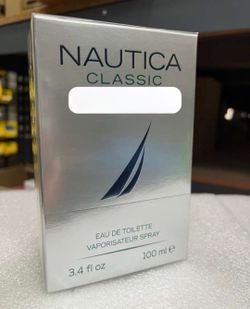 NAUTICA
CLASSIC
EAU DE TOILETTE
VAPORISATEUR SPRAY
3.4 fl oz 100 ml ℮